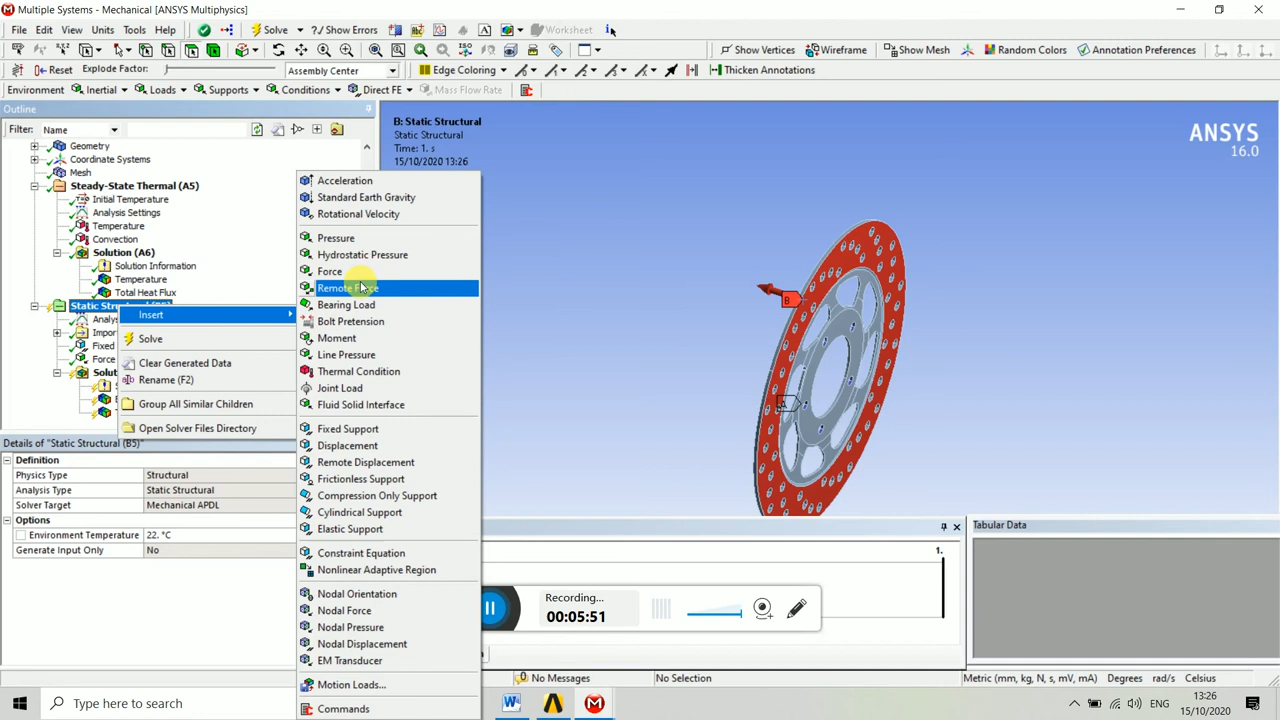 Multiple Systems - Mechanical [ANSYS Multiphysics]
File Edit View Units Tools Help Solve ?/ Show Errors Worksheet
Show Vertices Wireframe Show Mesh Random Colors Annotation Preferences
Reset Explode Factor: Assembly Center Edge Coloring Thicken Annotations
Environment Inertial Loads Supports Conditions Direct FE Mass Flow Rate
Outline
Filter: Name
Geometry
Coordinate Systems
Mesh
Steady-State Thermal (A5)
Initial Temperature
Analysis Settings
Temperature
Convection
Solution (A6)
Solution Information
Temperature
Total Heat Flux
Static Struct
Analys
Impor
Fixed
Force
Solut
Insert
Solve
Clear Generated Data
Rename (F2)
Group All Similar Children
Open Solver Files Directory
Acceleration
Standard Earth Gravity
Rotational Velocity
Pressure
Hydrostatic Pressure
Force
Remote Force
Bearing Load
Bolt Pretension
Moment
Line Pressure
Thermal Condition
Joint Load
Fluid Solid Interface
Fixed Support
Displacement
Remote Displacement
Frictionless Support
Compression Only Support
Cylindrical Support
Elastic Support
Constraint Equation
Nonlinear Adaptive Region
Nodal Orientation
Nodal Force
Nodal Pressure
Nodal Displacement
EM Transducer
Motion Loads...
Commands
Details of "Static Structural (B5)"
Definition
Physics Type Structural
Analysis Type Static Structural
Solver Target Mechanical APDL
Options
Environment Temperature 22. °C
Generate Input Only No
B: Static Structural
Static Structural
Time: 1. s
15/10/2020 13:26
ANSYS
16.0
B
A
Tabular Data
1.
Recording...
00:05:51
No Messages No Selection Metric (mm, kg, N, s, mV, mA) Degrees rad/s Celsius
Type here to search
ENG
13:26
15/10/2020